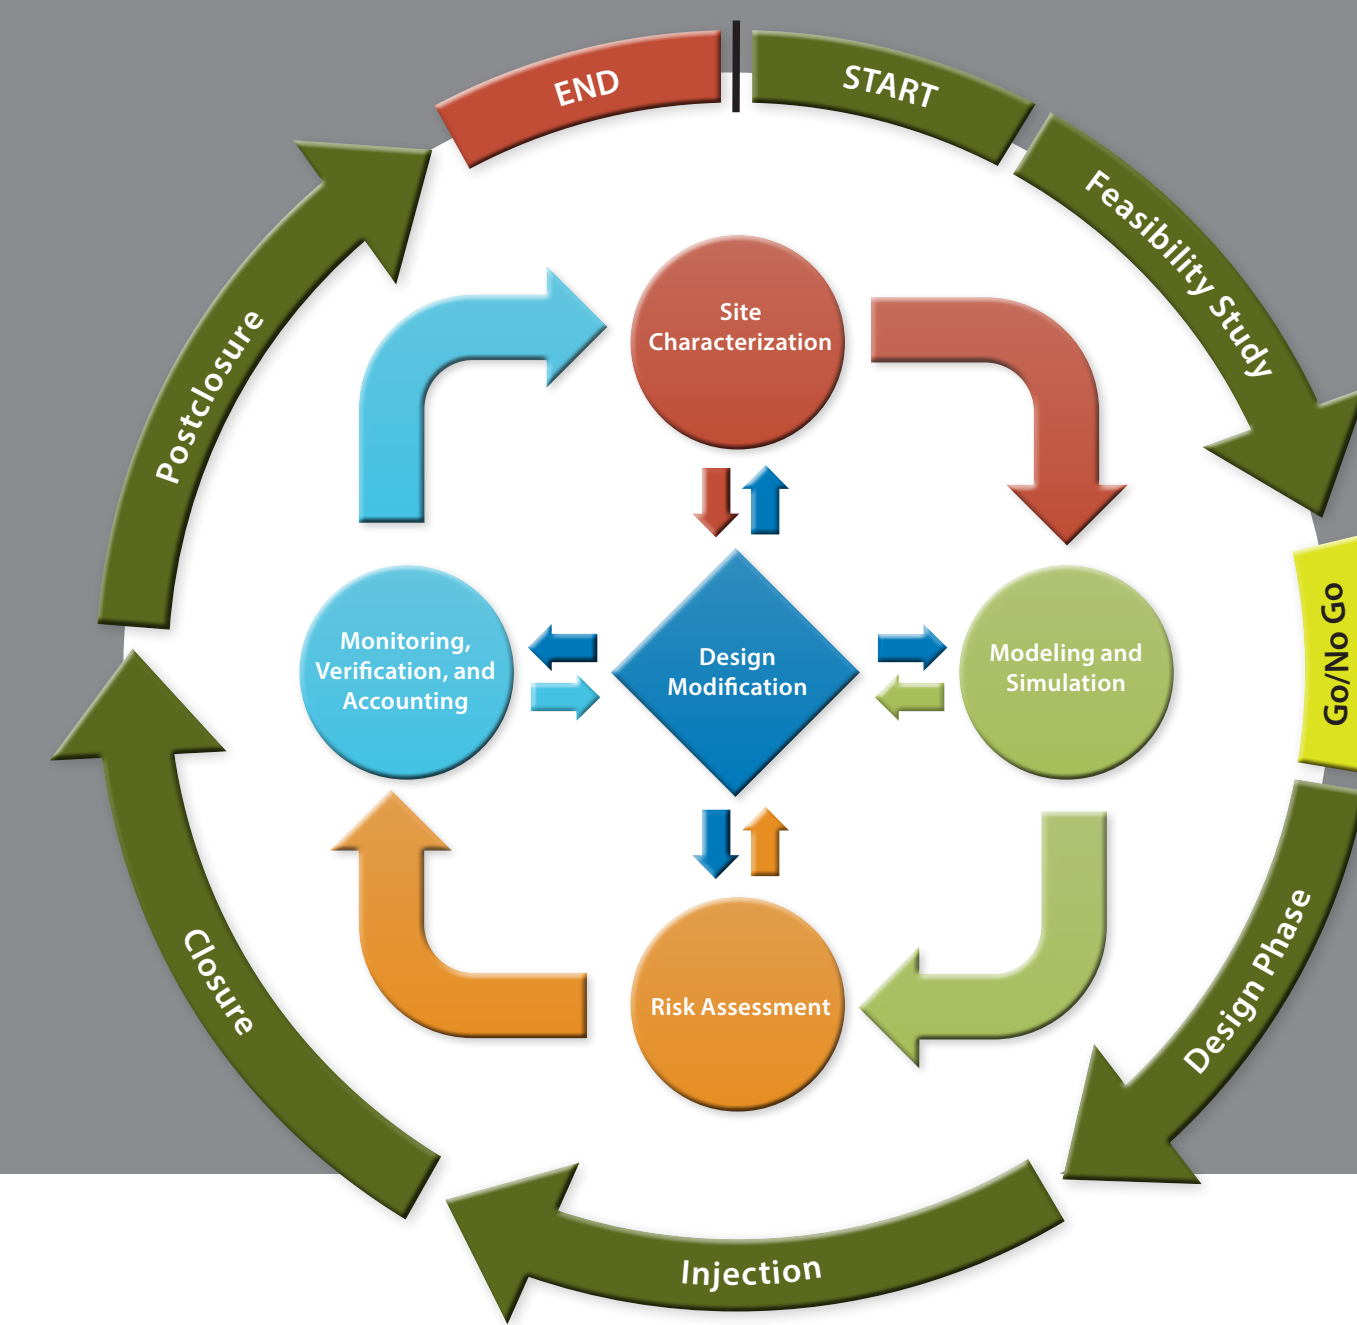 END
START
Feasibility Study
Go/No Go
Design Phase
Injection
Closure
Postclosure
Site
Characterization
Modeling and
Simulation
Risk Assessment
Monitoring,
Verification, and
Accounting
Design
Modification